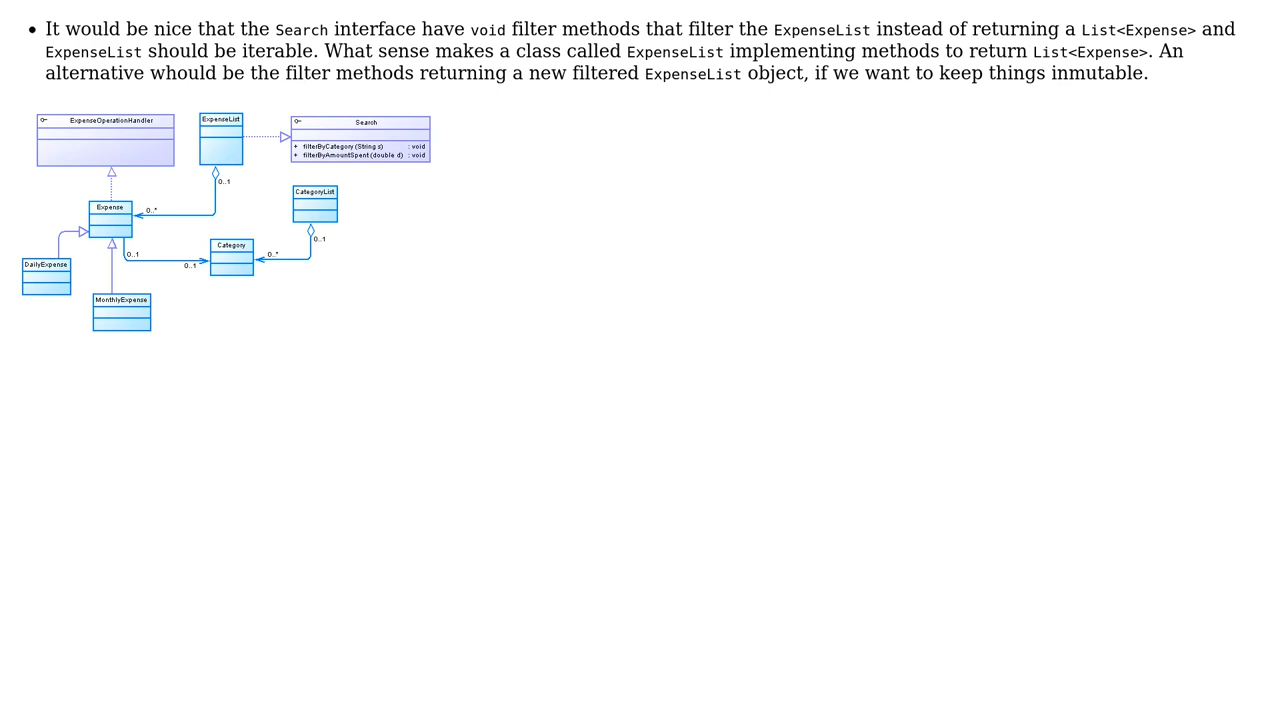 • It would be nice that the Search interface have void filter methods that filter the ExpenseList instead of returning a List<Expense> and
ExpenseList should be iterable. What sense makes a class called ExpenseList implementing methods to return List<Expense>. An
alternative whould be the filter methods returning a new filtered ExpenseList object, if we want to keep things inmutable.
ExpenseOperationHandler
ExpenseList
Search
+ filterByCategory (String s) : void
+ filterByAmountSpent (double d) : void
0..1
CategoryList
Expense
0..*
0..1
Category
0..1
0..*
0..1
DailyExpense
MonthlyExpense